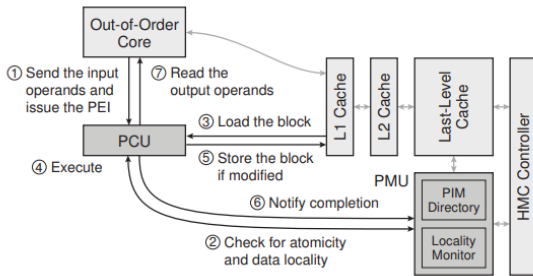 Out-of-Order
Core
① Send the input
operands and
issue the PEI
⑦ Read the
output operands
PCU
③ Load the block
④ Execute
⑤ Store the block
if modified
L1 Cache
L2 Cache
Last-Level
Cache
HMC Controller
PMU
PIM
Directory
Locality
Monitor
⑥ Notify completion
② Check for atomicity
and data locality